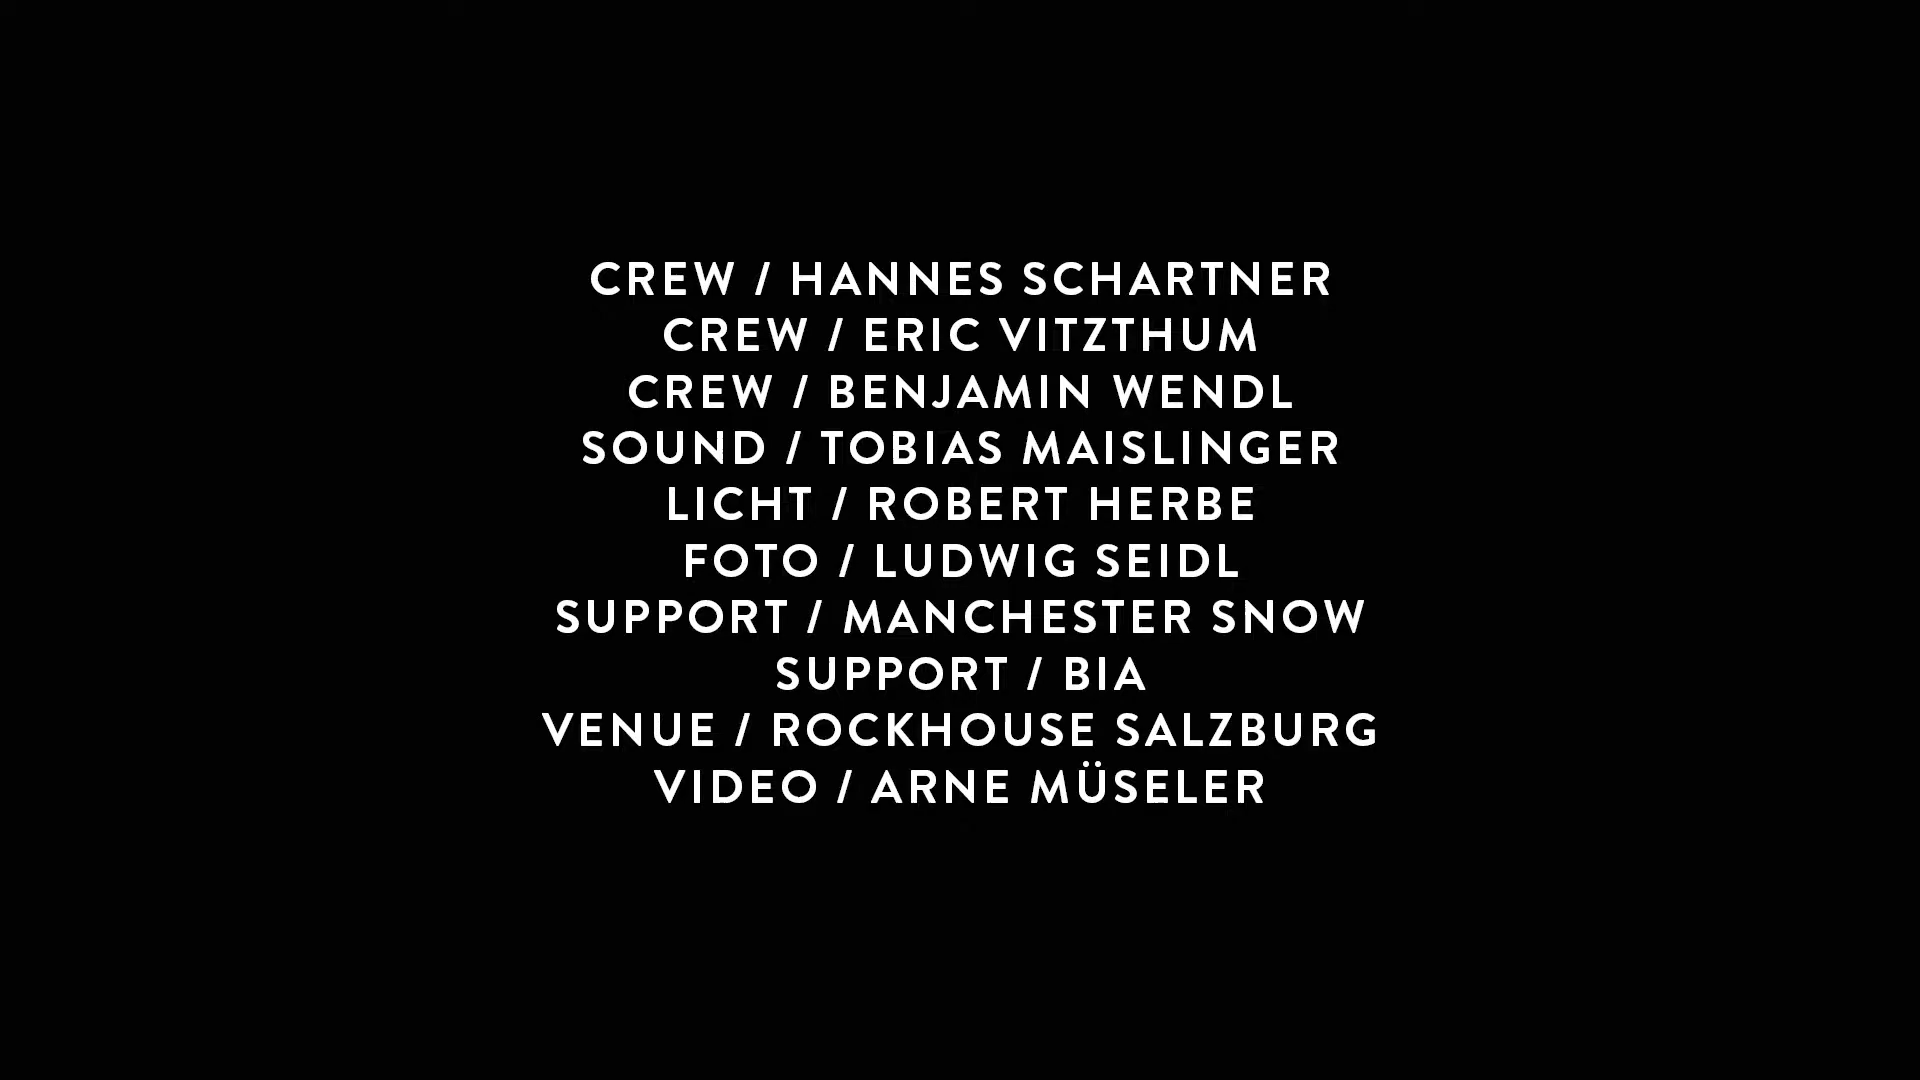 CREW / HANNES SCHARTNER
CREW / ERIC VITZTHUM
CREW / BENJAMIN WENDL
SOUND / TOBIAS MAISLINGER
LICHT / ROBERT HERBE
FOTO / LUDWIG SEIDL
SUPPORT / MANCHESTER SNOW
SUPPORT / BIA
VENUE / ROCKHOUSE SALZBURG
VIDEO / ARNE MÜSELER